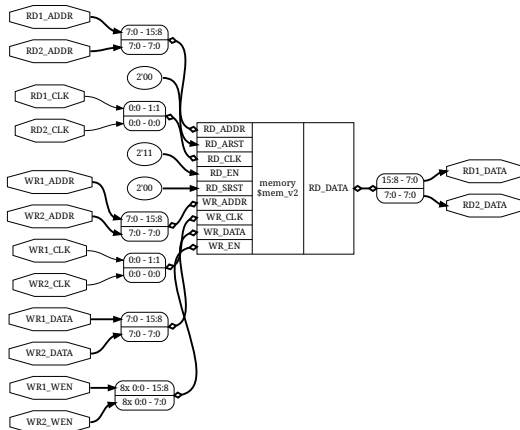 RD1_ADDR
RD2_ADDR
7:0 - 15:8
7:0 - 7:0
2'00
RD1_CLK
RD2_CLK
0:0 - 1:1
0:0 - 0:0
2'11
2'00
WR1_ADDR
WR2_ADDR
7:0 - 15:8
7:0 - 7:0
WR1_CLK
WR2_CLK
0:0 - 1:1
0:0 - 0:0
WR1_DATA
WR2_DATA
7:0 - 15:8
7:0 - 7:0
WR1_WEN
WR2_WEN
8x 0:0 - 15:8
8x 0:0 - 7:0
RD_ADDR
RD_ARST
RD_CLK
RD_EN
RD_SRST
WR_ADDR
WR_CLK
WR_DATA
WR_EN
memory
$mem_v2
RD_DATA
15:8 - 7:0
7:0 - 7:0
RD1_DATA
RD2_DATA